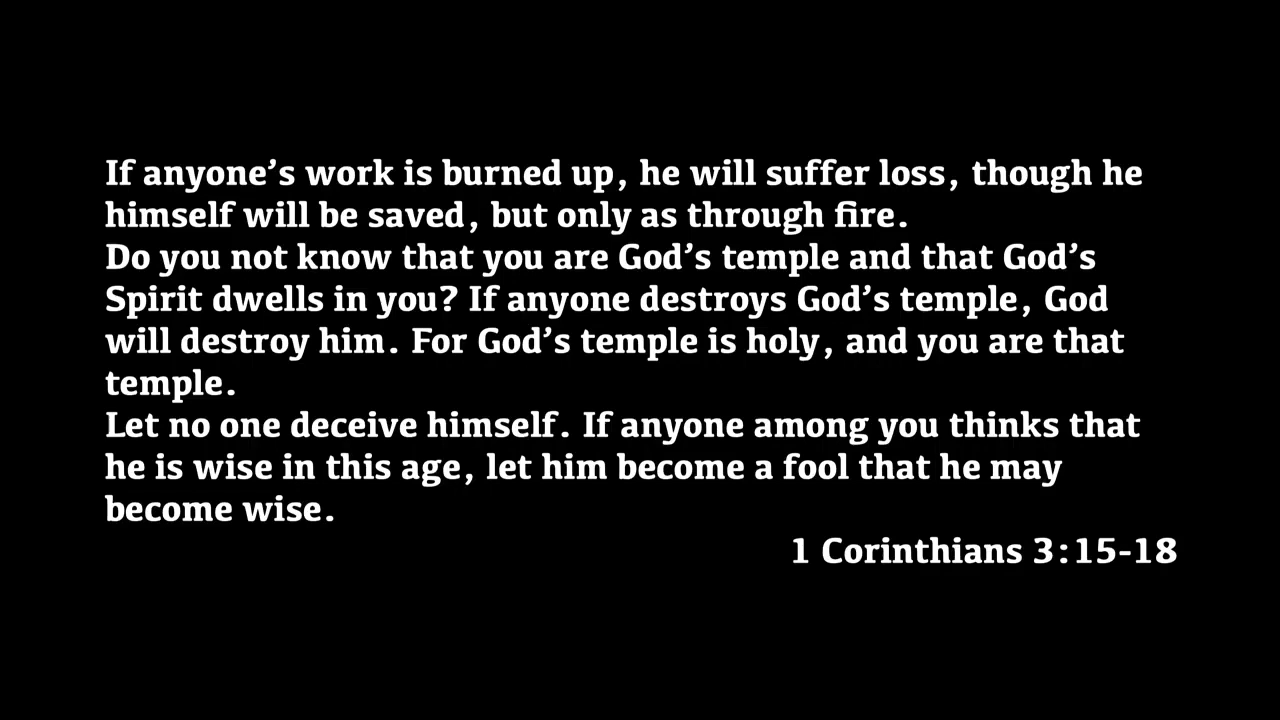 If anyone’s work is burned up, he will suffer loss, though he
himself will be saved, but only as through fire.
Do you not know that you are God’s temple and that God’s
Spirit dwells in you? If anyone destroys God’s temple, God
will destroy him. For God’s temple is holy, and you are that
temple.
Let no one deceive himself. If anyone among you thinks that
he is wise in this age, let him become a fool that he may
become wise.
1 Corinthians 3:15-18